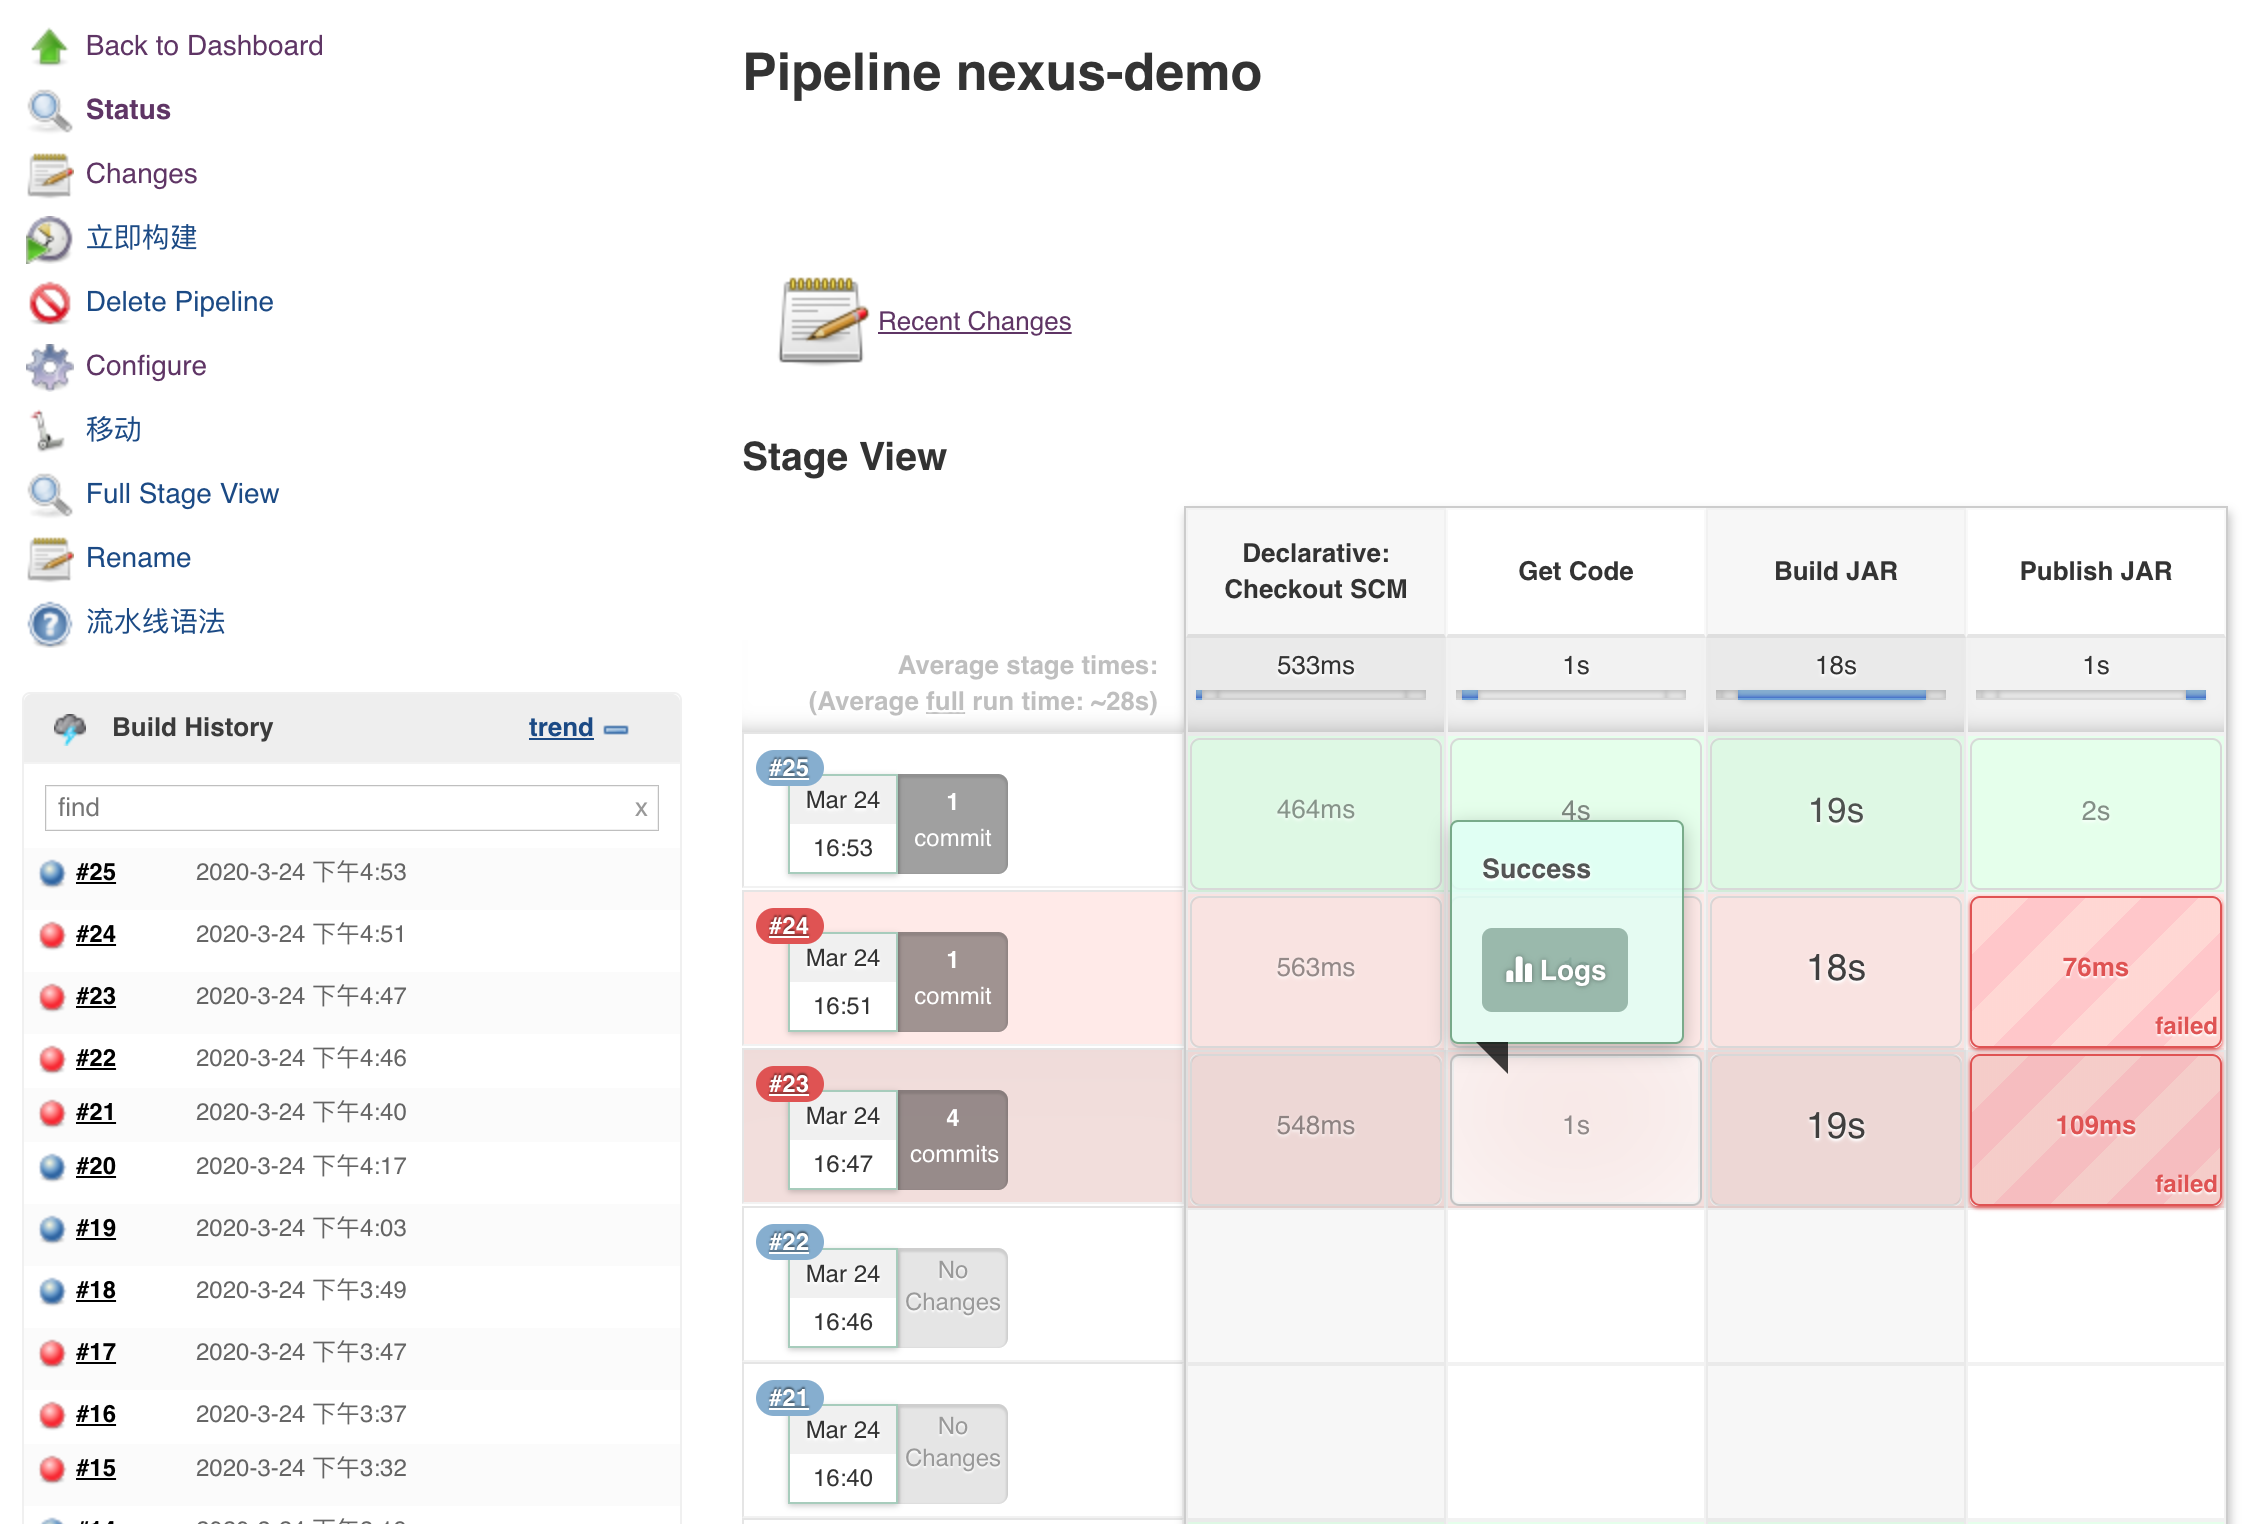 Back to Dashboard
Status
Changes
立即构建
Delete Pipeline
Configure
移动
Full Stage View
Rename
流水线语法
Build History
trend
find
x
#25 2020-3-24 下午4:53
#24 2020-3-24 下午4:51
#23 2020-3-24 下午4:47
#22 2020-3-24 下午4:46
#21 2020-3-24 下午4:40
#20 2020-3-24 下午4:17
#19 2020-3-24 下午4:03
#18 2020-3-24 下午3:49
#17 2020-3-24 下午3:47
#16 2020-3-24 下午3:37
#15 2020-3-24 下午3:32
Pipeline nexus-demo
Recent Changes
Stage View
Declarative:
Checkout SCM
Get Code
Build JAR
Publish JAR
Average stage times:
(Average full run time: ~28s)
533ms
1s
18s
1s
#25
Mar 24
16:53
1
commit
464ms
4s
19s
2s
Success
Logs
#24
Mar 24
16:51
1
commit
563ms
18s
76ms
failed
#23
Mar 24
16:47
4
commits
548ms
1s
19s
109ms
failed
#22
Mar 24
16:46
No
Changes
#21
Mar 24
16:40
No
Changes